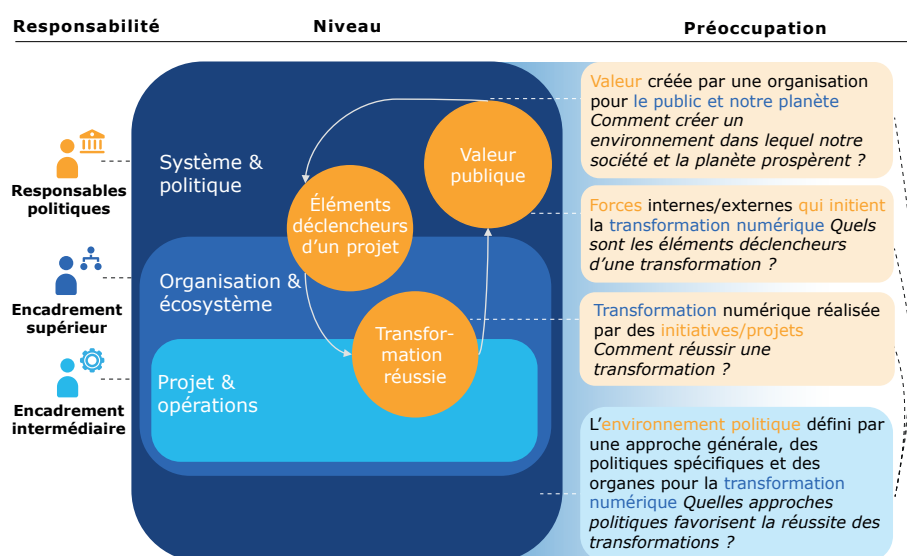 Responsabilité
Niveau
Préoccupation
Responsables
politiques
Encadrement
supérieur
Encadrement
intermédiaire
Système &
politique
Organisation &
écosystème
Projet &
opérations
Éléments
déclencheurs
d'un projet
Valeur
publique
Transfor-
mation
réussie
Valeur créée par une organisation
pour le public et notre planète
Comment créer un
environnement dans lequel notre
société et la planète prospèrent ?
Forces internes/externes qui initient
la transformation numérique Quels
sont les éléments déclencheurs
d'une transformation ?
Transformation numérique réalisée
par des initiatives/projets
Comment réussir une
transformation ?
L'environnement politique défini par
une approche générale, des
politiques spécifiques et des
organes pour la transformation
numérique Quelles approches
politiques favorisent la réussite des
transformations ?